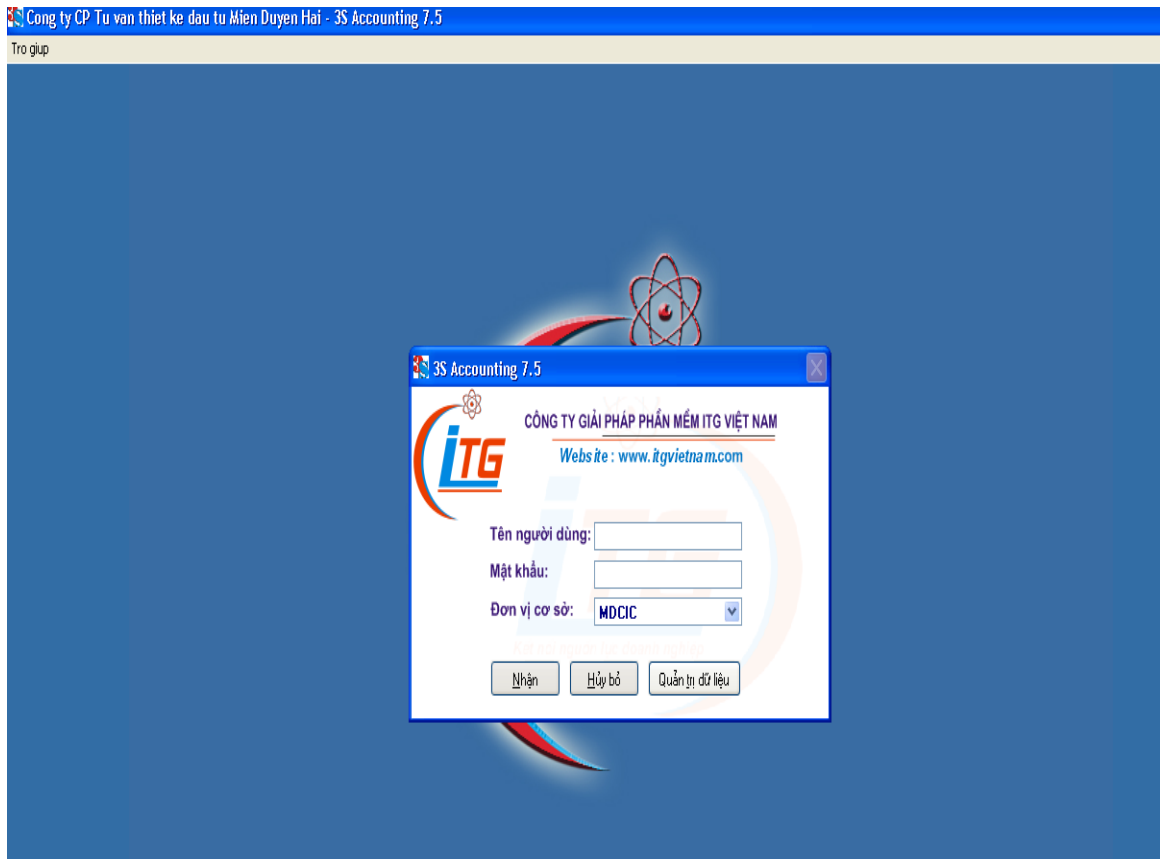 Cong ty CP Tu van thiet ke dau tu Mien Duyen Hai - 3S Accounting 7.5
Tro giup
3S Accounting 7.5
iTG
CÔNG TY GIẢI PHÁP PHẦN MỀM ITG VIỆT NAM
Website : www. itgvietnam.com
Tên người dùng:
Mật khẩu:
Đơn vị cơ sở: MDCIC
Nhận Hủy bỏ Quản trị dữ liệu